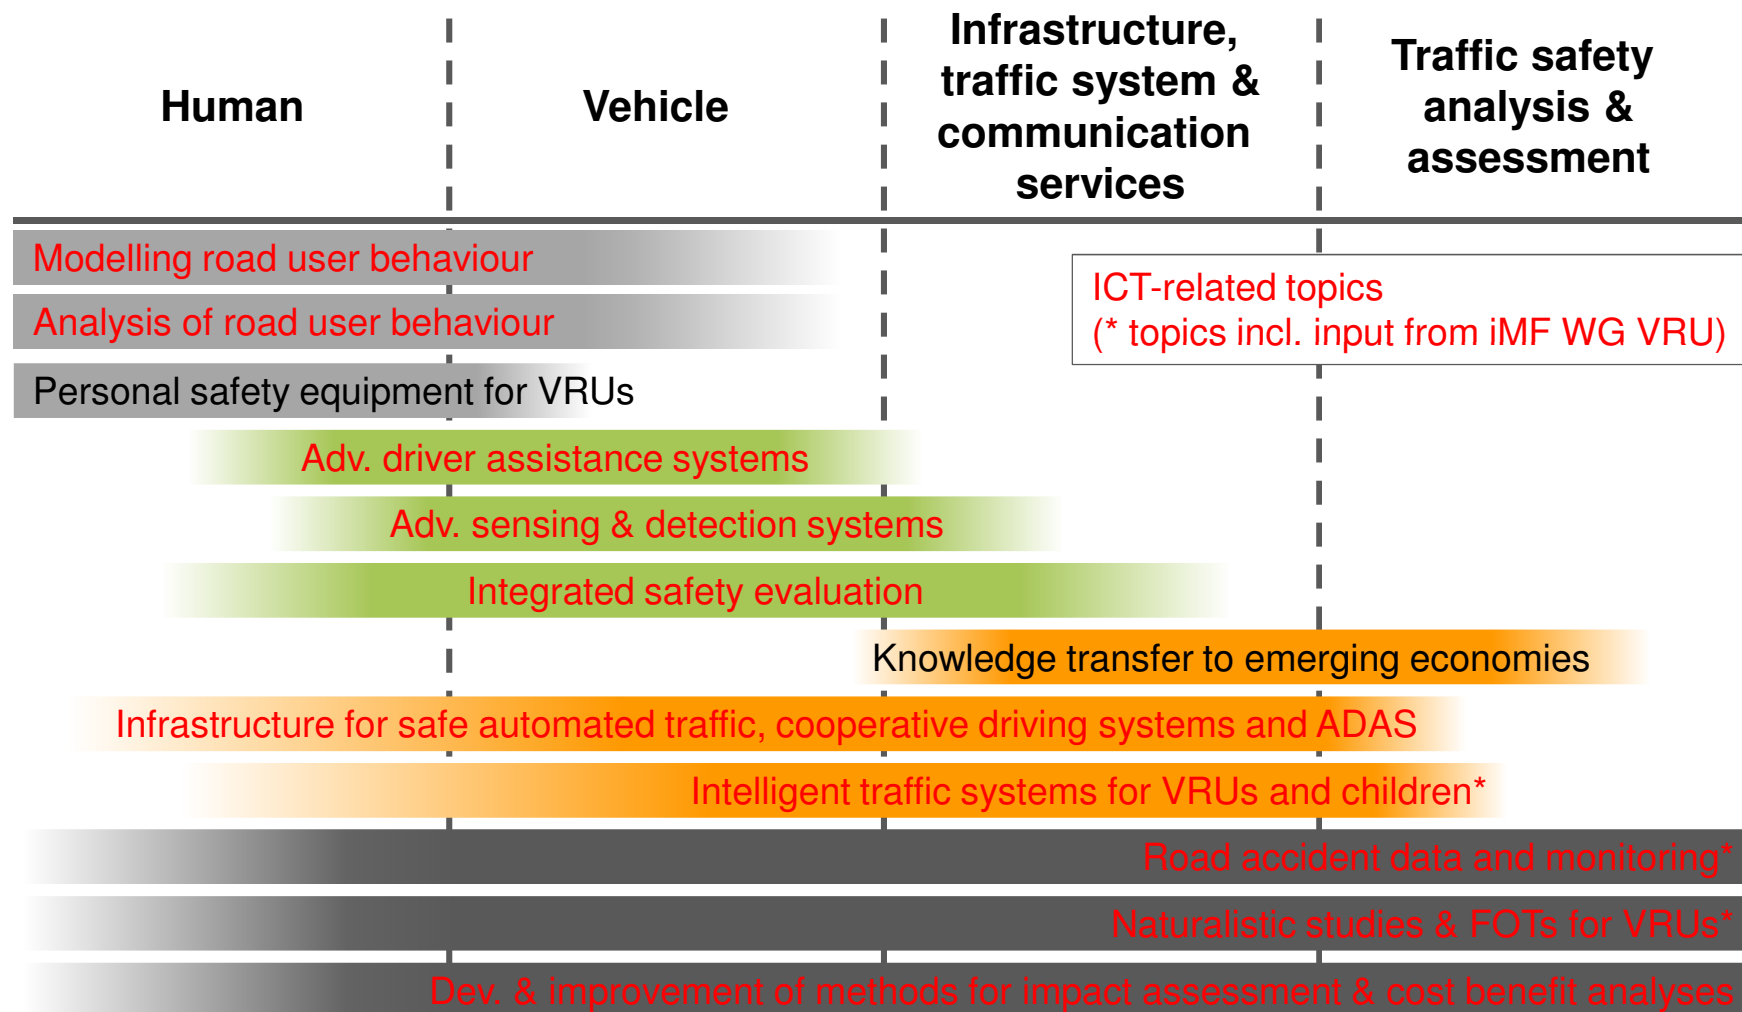 Human
Vehicle
Infrastructure,
traffic system &
communication
services
Traffic safety
analysis &
assessment
Modelling road user behaviour
ICT-related topics
(* topics incl. input from iMF WG VRU)
Analysis of road user behaviour
Personal safety equipment for VRUs
Adv. driver assistance systems
Adv. sensing & detection systems
Integrated safety evaluation
Knowledge transfer to emerging economies
Infrastructure for safe automated traffic, cooperative driving systems and ADAS
Intelligent traffic systems for VRUs and children*
Road accident data and monitoring*
Naturalistic studies & FOTs for VRUs*
Dev. & improvement of methods for impact assessment & cost benefit analyses